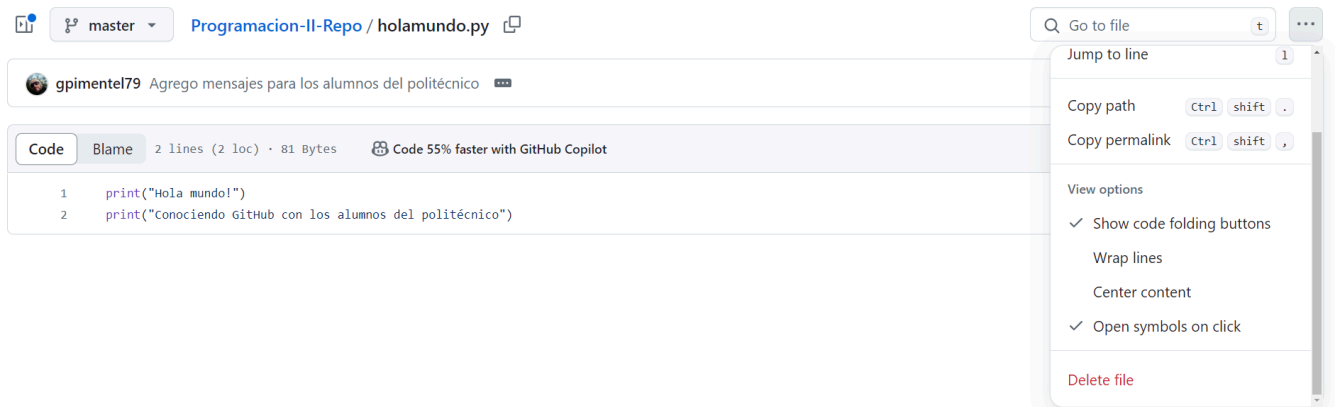 master
Programacion-II-Repo / holamundo.py
Go to file t
gpimentel79 Agrego mensajes para los alumnos del politécnico
Code Blame 2 lines (2 loc) · 81 Bytes Code 55% faster with GitHub Copilot
1 print("Hola mundo!")
2 print("Conociendo GitHub con los alumnos del politécnico")
Jump to line l
Copy path Ctrl shift .
Copy permalink Ctrl shift ,
View options
Show code folding buttons
Wrap lines
Center content
Open symbols on click
Delete file